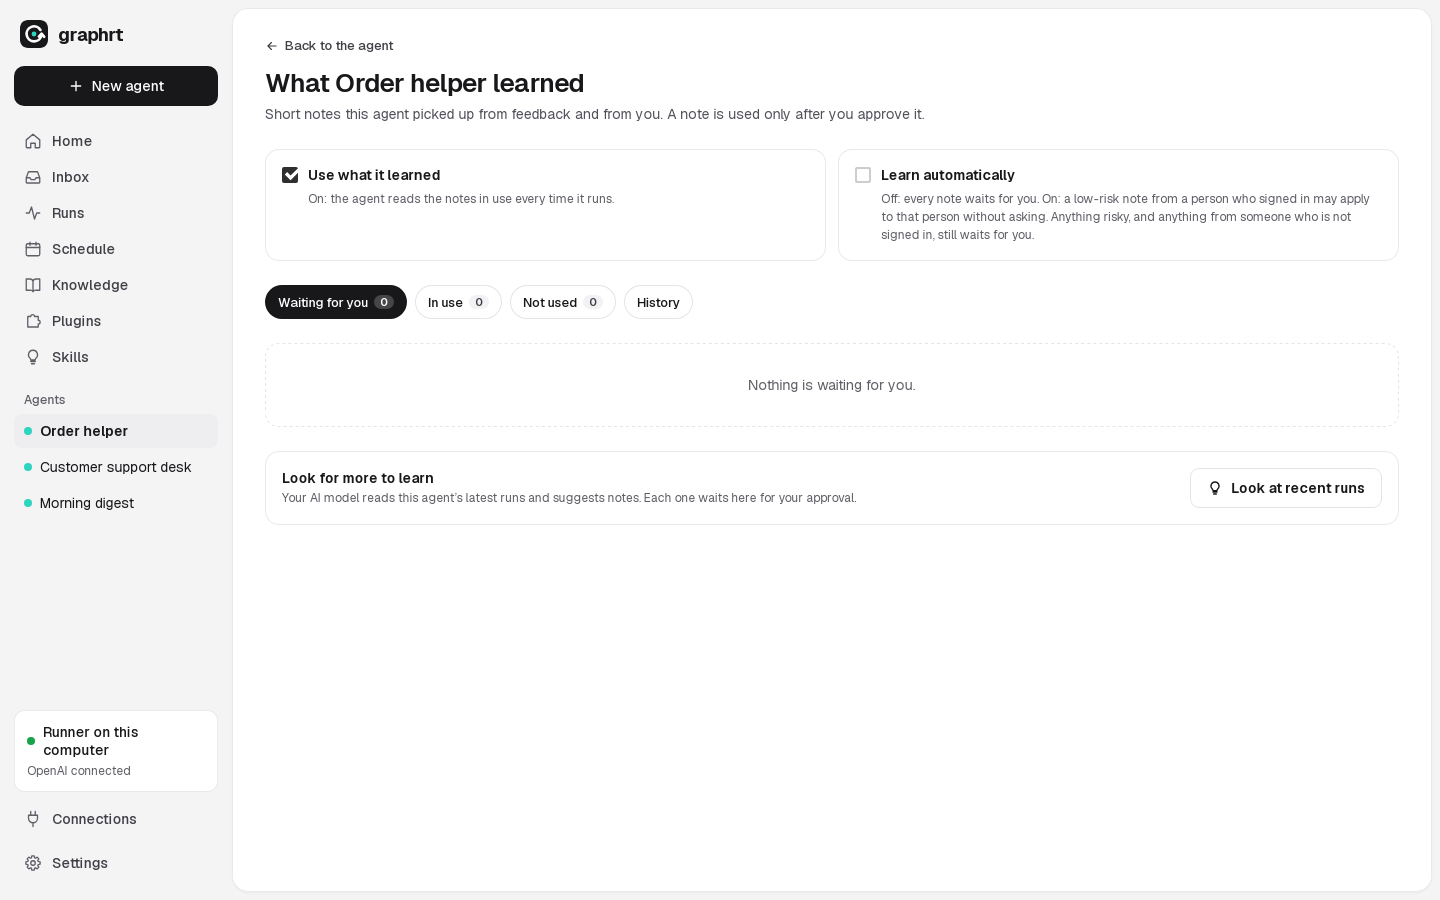 graphrt
New agent
Home
Inbox
Runs
Schedule
Knowledge
Plugins
Skills
Agents
Order helper
Customer support desk
Morning digest
Runner on this
computer
OpenAI connected
Connections
Settings
Back to the agent
What Order helper learned
Short notes this agent picked up from feedback and from you. A note is used only after you approve it.
Use what it learned
On: the agent reads the notes in use every time it runs.
Learn automatically
Off: every note waits for you. On: a low-risk note from a person who signed in may apply
to that person without asking. Anything risky, and anything from someone who is not
signed in, still waits for you.
Waiting for you 0
In use 0
Not used 0
History
Nothing is waiting for you.
Look for more to learn
Your AI model reads this agent's latest runs and suggests notes. Each one waits here for your approval.
Look at recent runs